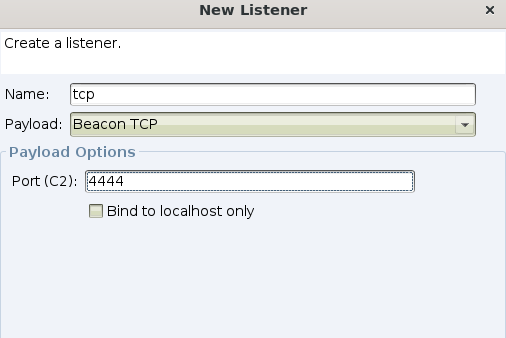 New Listener
Create a listener.
Name: tcp
Payload: Beacon TCP
Payload Options
Port (C2): 4444
Bind to localhost only